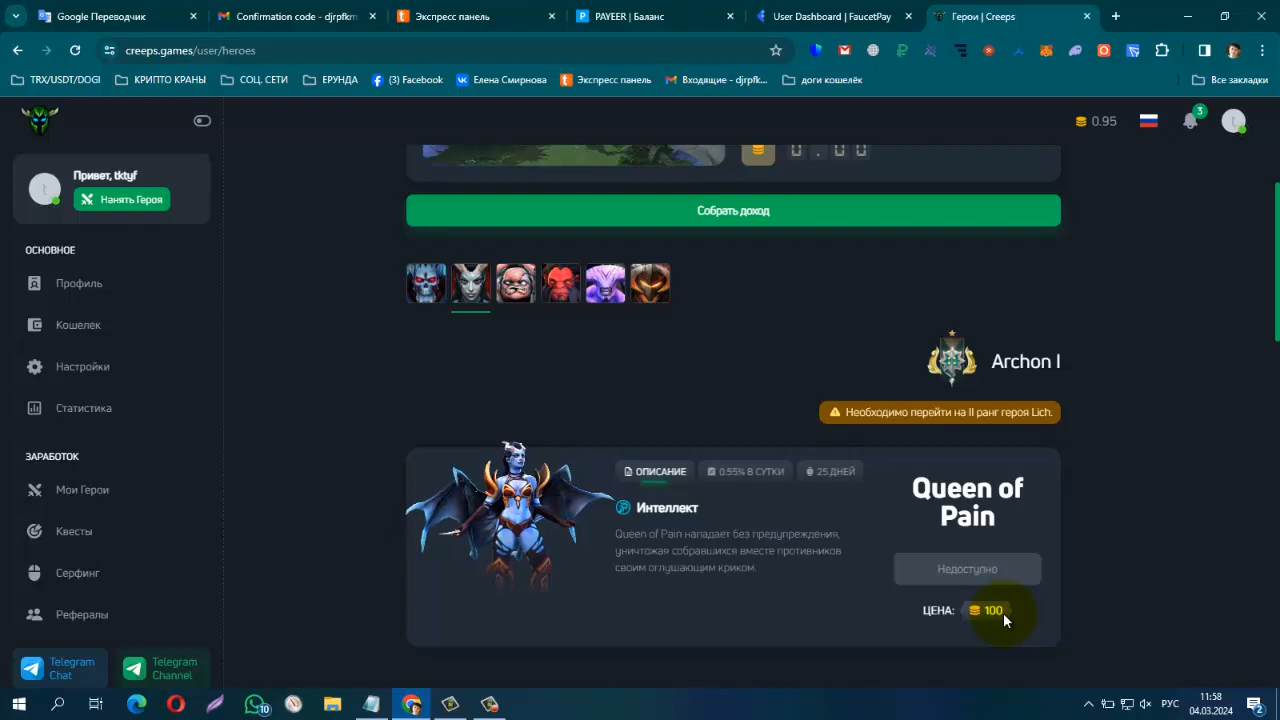 Google Переводчик
Confirmation code - djrpfkm
Экспресс панель
PAYEER | Баланс
User Dashboard | FaucetPay
Герои | Creeps
creeps.games/user/heroes
TRX/USDT/DOGI
КРИПТО КРАНЫ
СОЦ. СЕТИ
ЕРУНДА
(3) Facebook
Елена Смирнова
Экспресс панель
Входящие - djrpfk...
доги кошелёк
Все закладки
0.95
3
Привет, tktyf
Нанять Героя
0 . 0 0
Собрать доход
ОСНОВНОЕ
Профиль
Кошелек
Настройки
Статистика
ЗАРАБОТОК
Мои Герои
Квесты
Серфинг
Рефералы
Telegram
Chat
Telegram
Channel
Archon I
Необходимо перейти на II ранг героя Lich.
ОПИСАНИЕ
0.55% В СУТКИ
25 ДНЕЙ
Интеллект
Queen of Pain нападает без предупреждения,
уничтожая собравшихся вместе противников
своим оглушающим криком.
Queen of
Pain
Недоступно
ЦЕНА:
100
10
РУС
11:58
04.03.2024
2